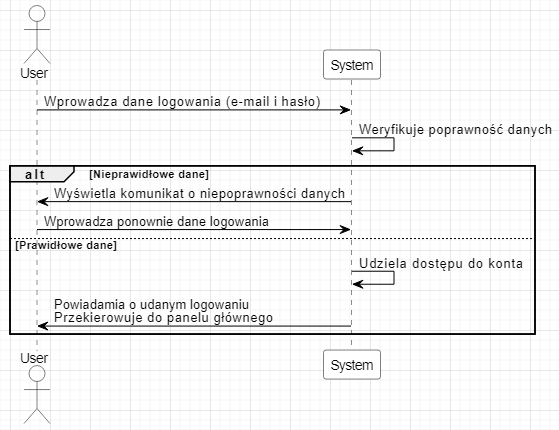 User
System
Wprowadza dane logowania (e-mail i hasło)
Weryfikuje poprawność danych
alt
[Nieprawidłowe dane]
Wyświetla komunikat o niepoprawności danych
Wprowadza ponownie dane logowania
[Prawidłowe dane]
Udziela dostępu do konta
Powiadamia o udanym logowaniu
Przekierowuje do panelu głównego
User
System